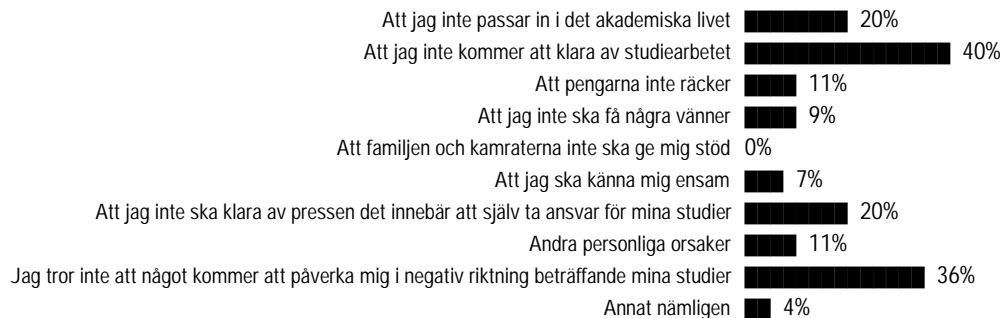 Att jag inte passar in i det akademiska livet 20%
Att jag inte kommer att klara av studiearbetet 40%
Att pengarna inte räcker 11%
Att jag inte ska få några vänner 9%
Att familjen och kamraterna inte ska ge mig stöd 0%
Att jag ska känna mig ensam 7%
Att jag inte ska klara av pressen det innebär att själv ta ansvar för mina studier 20%
Andra personliga orsaker 11%
Jag tror inte att något kommer att påverka mig i negativ riktning beträffande mina studier 36%
Annat nämligen 4%